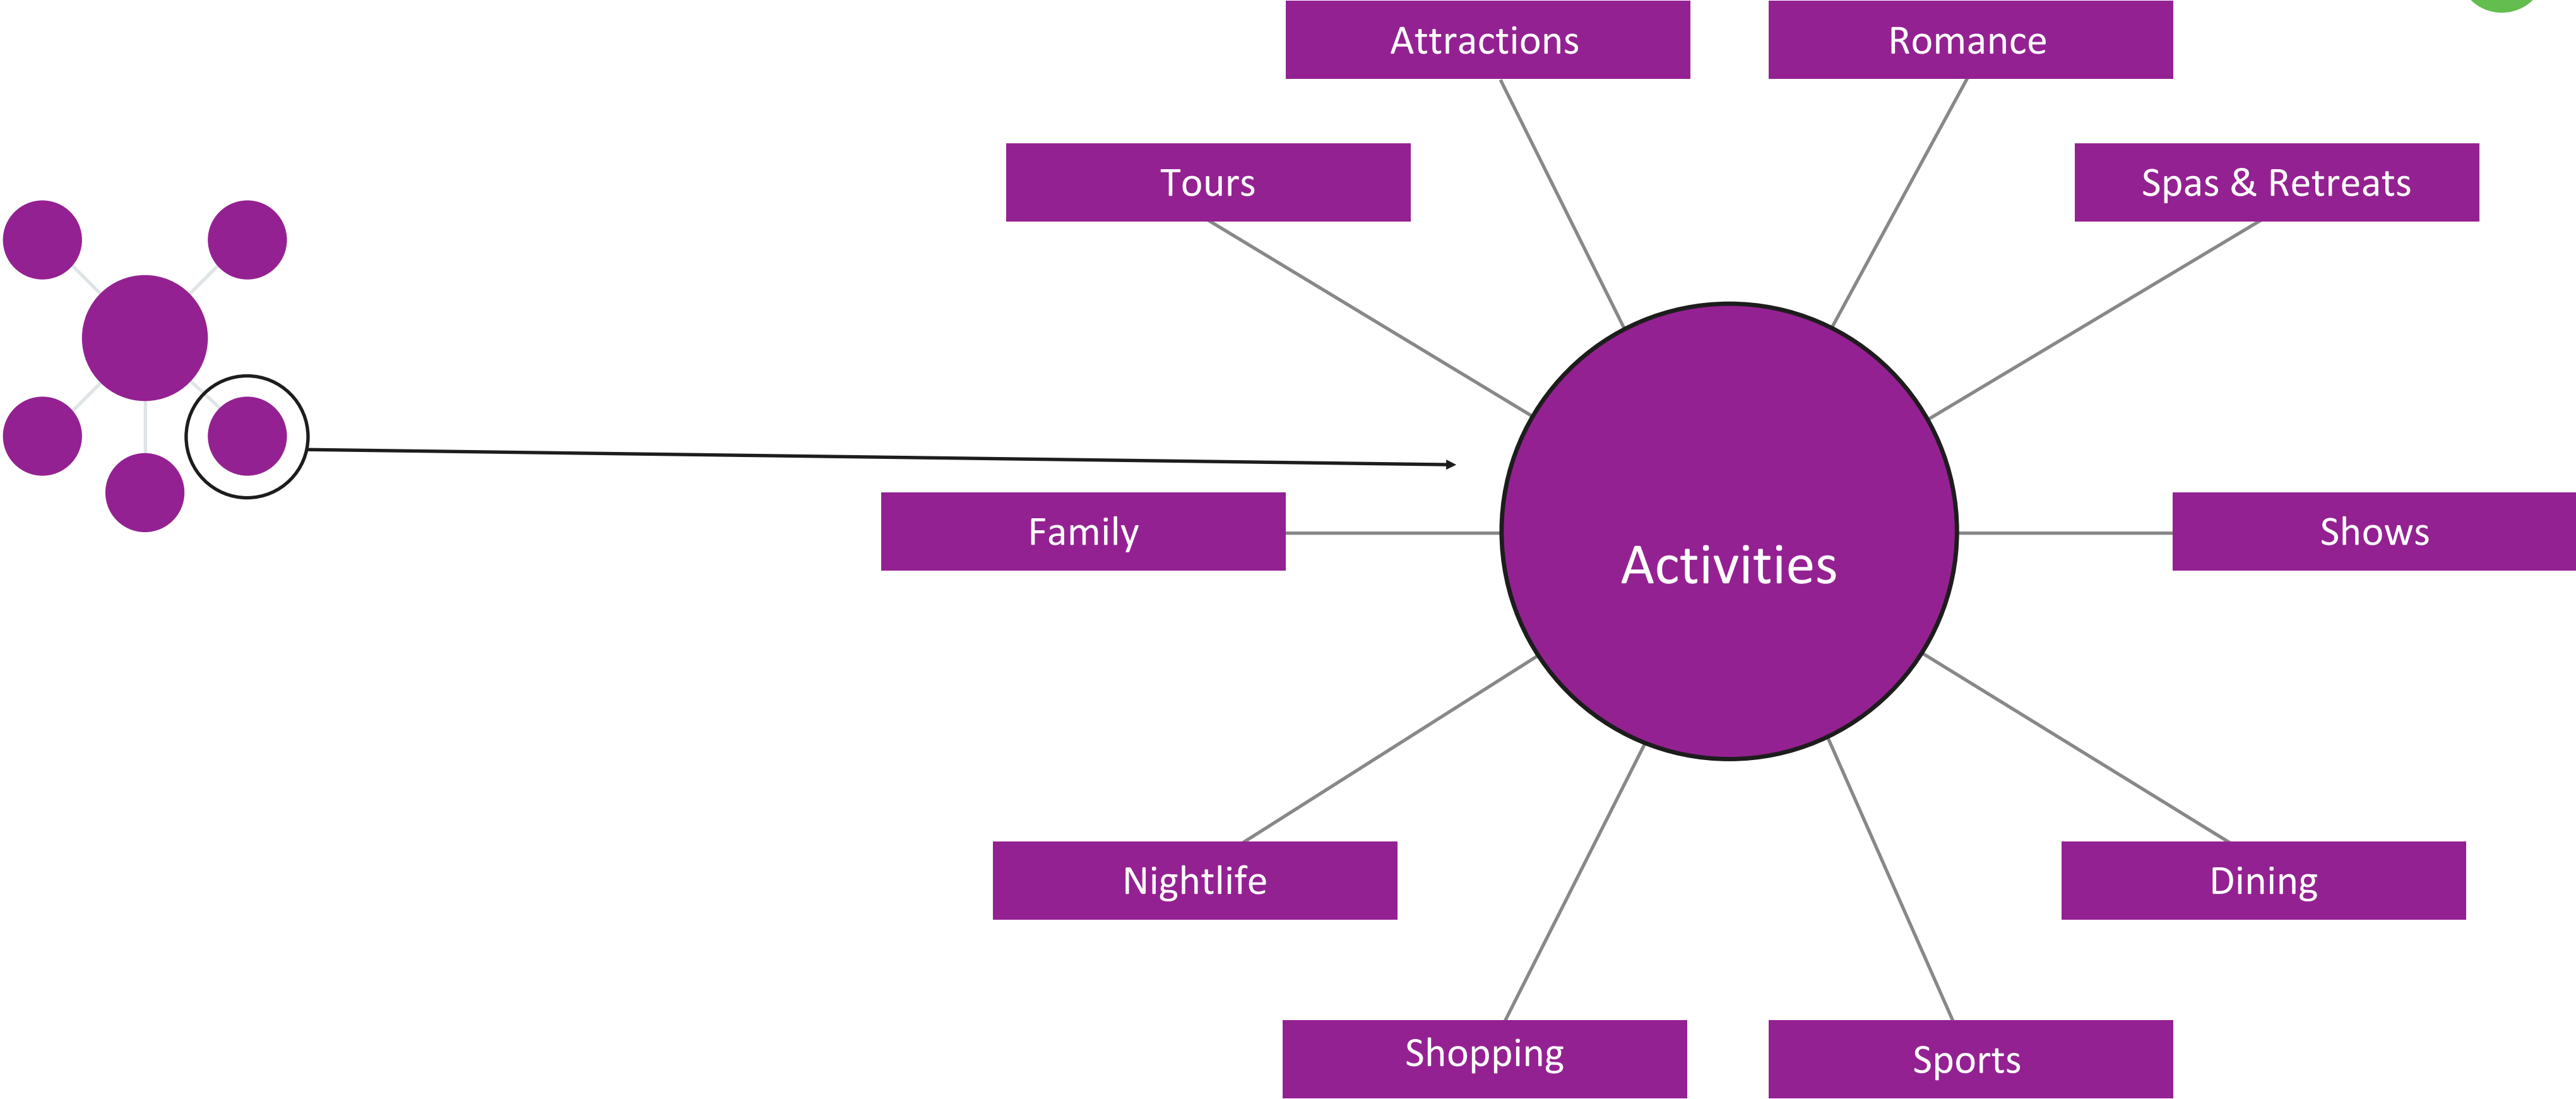 Attractions
Romance
Tours
Spas & Retreats
Family
Activities
Shows
Nightlife
Dining
Shopping
Sports